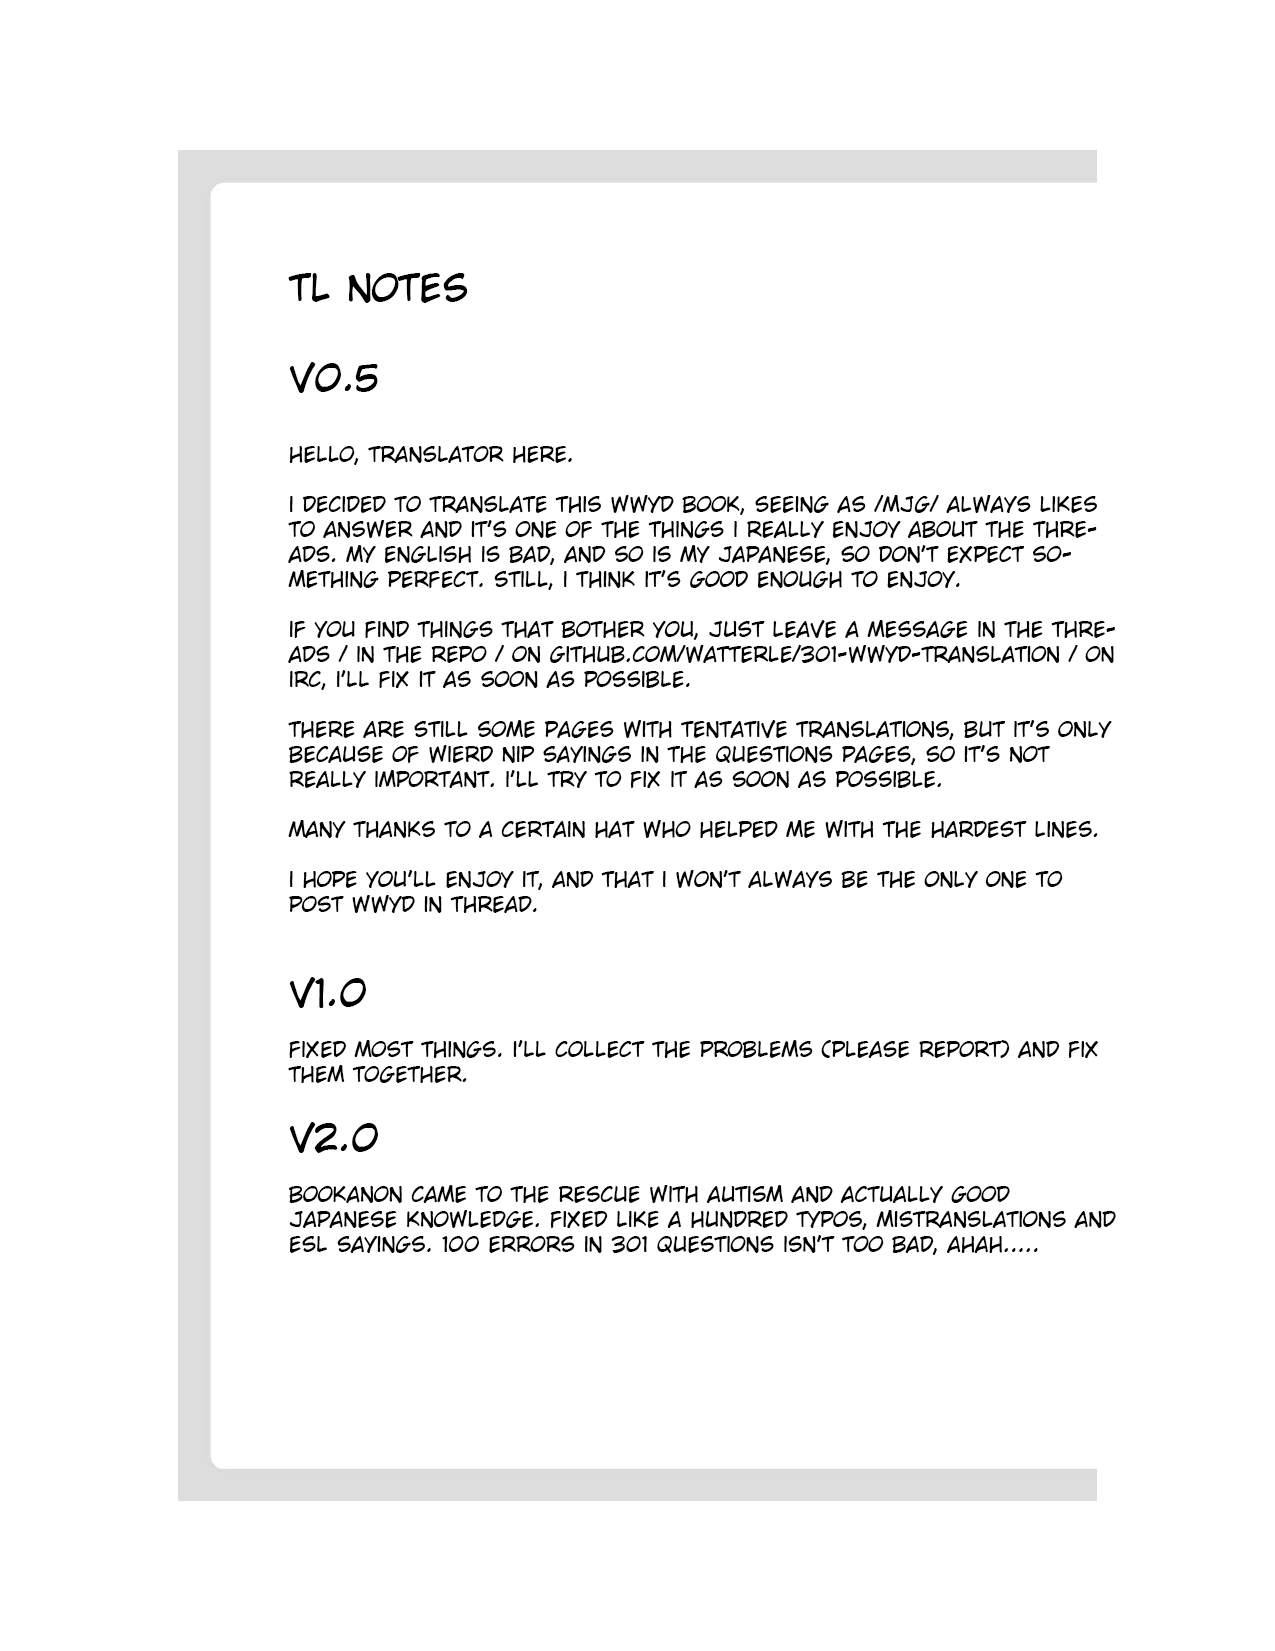 TL NOTES
V0.5
HELLO, TRANSLATOR HERE.
I DECIDED TO TRANSLATE THIS WWYD BOOK, SEEING AS /MJG/ ALWAYS LIKES
TO ANSWER AND IT'S ONE OF THE THINGS I REALLY ENJOY ABOUT THE THRE-
ADS. MY ENGLISH IS BAD, AND SO IS MY JAPANESE, SO DON'T EXPECT SO-
METHING PERFECT. STILL, I THINK IT'S GOOD ENOUGH TO ENJOY.
IF YOU FIND THINGS THAT BOTHER YOU, JUST LEAVE A MESSAGE IN THE THRE-
ADS / IN THE REPO / ON GITHUB.COM/WATTERLE/301-WWYD-TRANSLATION / ON
IRC, I'LL FIX IT AS SOON AS POSSIBLE.
THERE ARE STILL SOME PAGES WITH TENTATIVE TRANSLATIONS, BUT IT'S ONLY
BECAUSE OF WIERD NIP SAYINGS IN THE QUESTIONS PAGES, SO IT'S NOT
REALLY IMPORTANT. I'LL TRY TO FIX IT AS SOON AS POSSIBLE.
MANY THANKS TO A CERTAIN HAT WHO HELPED ME WITH THE HARDEST LINES.
I HOPE YOU'LL ENJOY IT, AND THAT I WON'T ALWAYS BE THE ONLY ONE TO
POST WWYD IN THREAD.
V1.0
FIXED MOST THINGS. I'LL COLLECT THE PROBLEMS (PLEASE REPORT) AND FIX
THEM TOGETHER.
V2.0
BOOKANON CAME TO THE RESCUE WITH AUTISM AND ACTUALLY GOOD
JAPANESE KNOWLEDGE. FIXED LIKE A HUNDRED TYPOS, MISTRANSLATIONS AND
ESL SAYINGS. 100 ERRORS IN 301 QUESTIONS ISN'T TOO BAD, AHAH.....